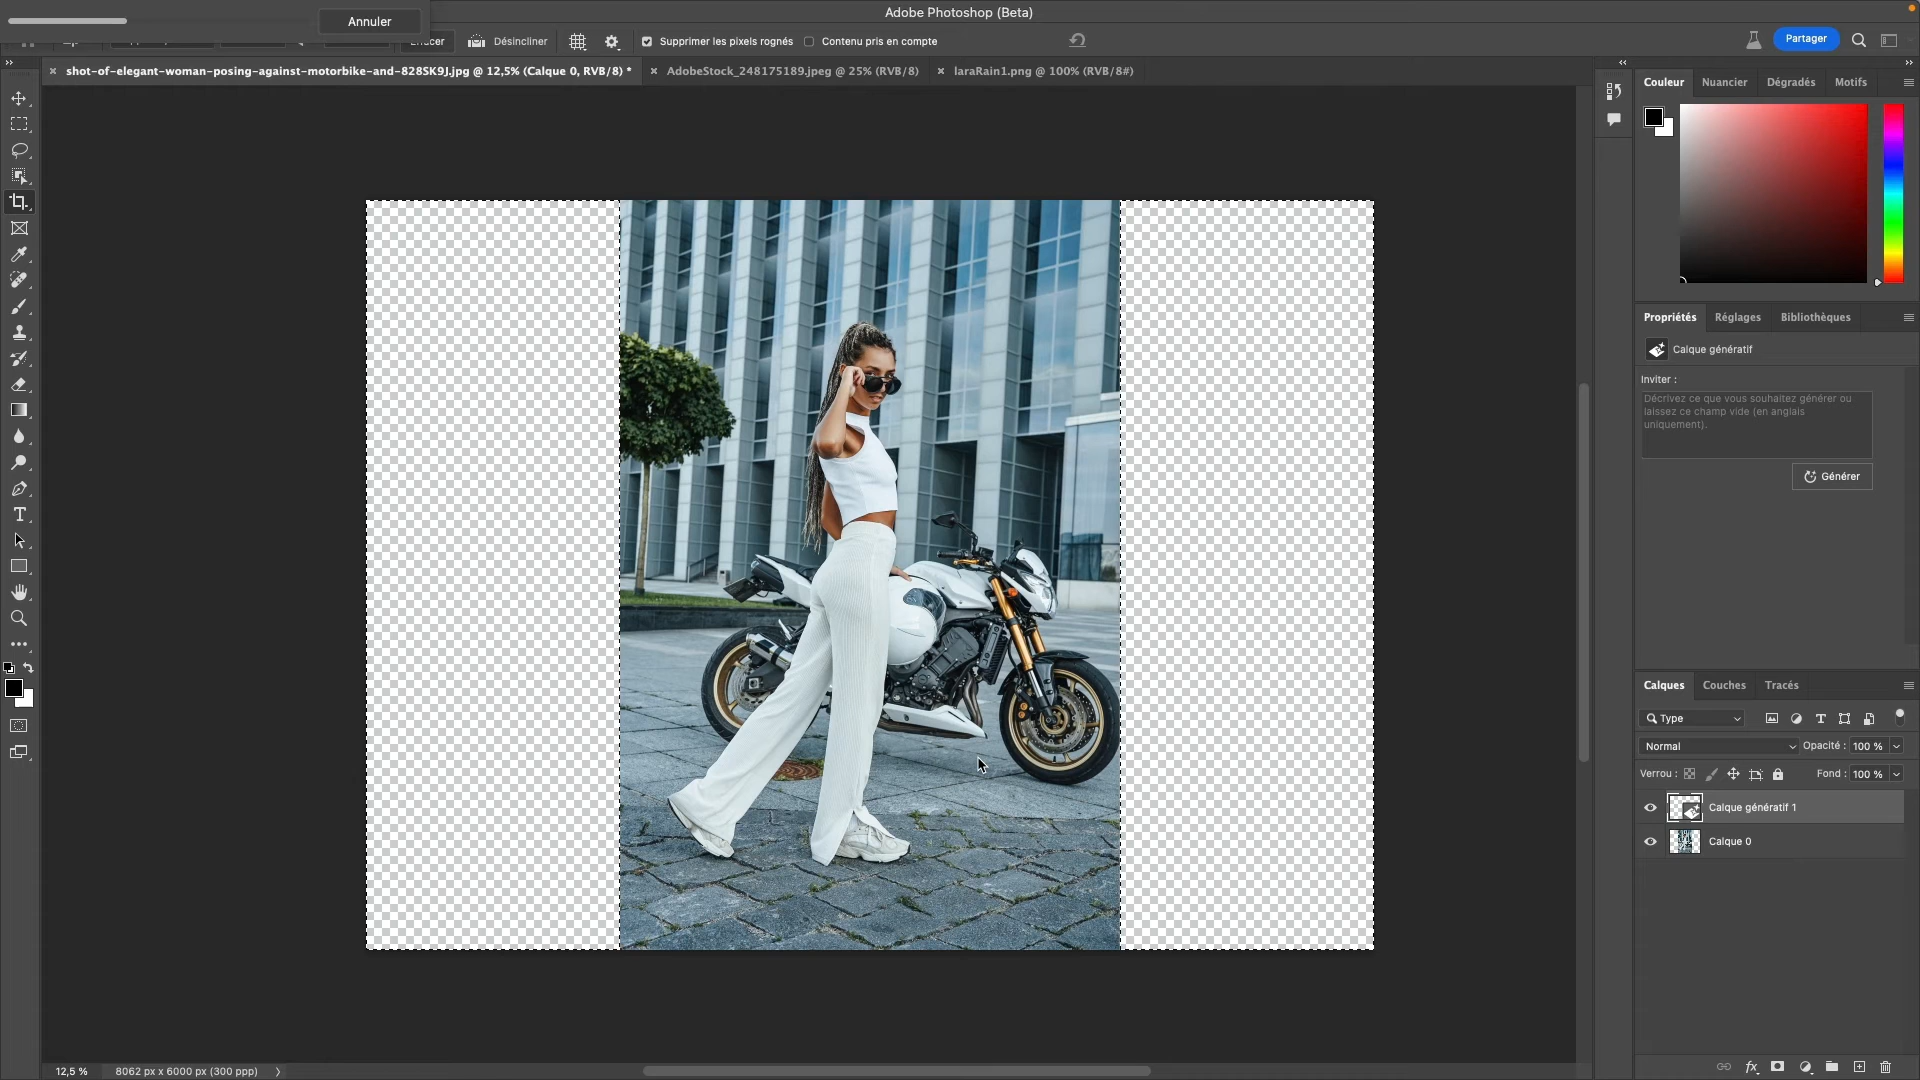 Annuler
Adobe Photoshop (Beta)
Désincliner
Supprimer les pixels rognés
Contenu pris en compte
Partager
shot-of-elegant-woman-posing-against-motorbike-and-828SK9J.jpg @ 12,5% (Calque 0, RVB/8) *
AdobeStock_248175189.jpeg @ 25% (RVB/8)
laraRain1.png @ 100% (RVB/8#)
Couleur
Nuancier
Dégradés
Motifs
Propriétés
Réglages
Bibliothèques
Calque génératif
Inviter :
Décrivez ce que vous souhaitez générer ou
laissez ce champ vide (en anglais
uniquement).
Générer
Calques
Couches
Tracés
Type
Normal
Opacité : 100 %
Verrou :
Fond : 100 %
Calque génératif 1
Calque 0
12,5 %
8062 px x 6000 px (300 ppp)